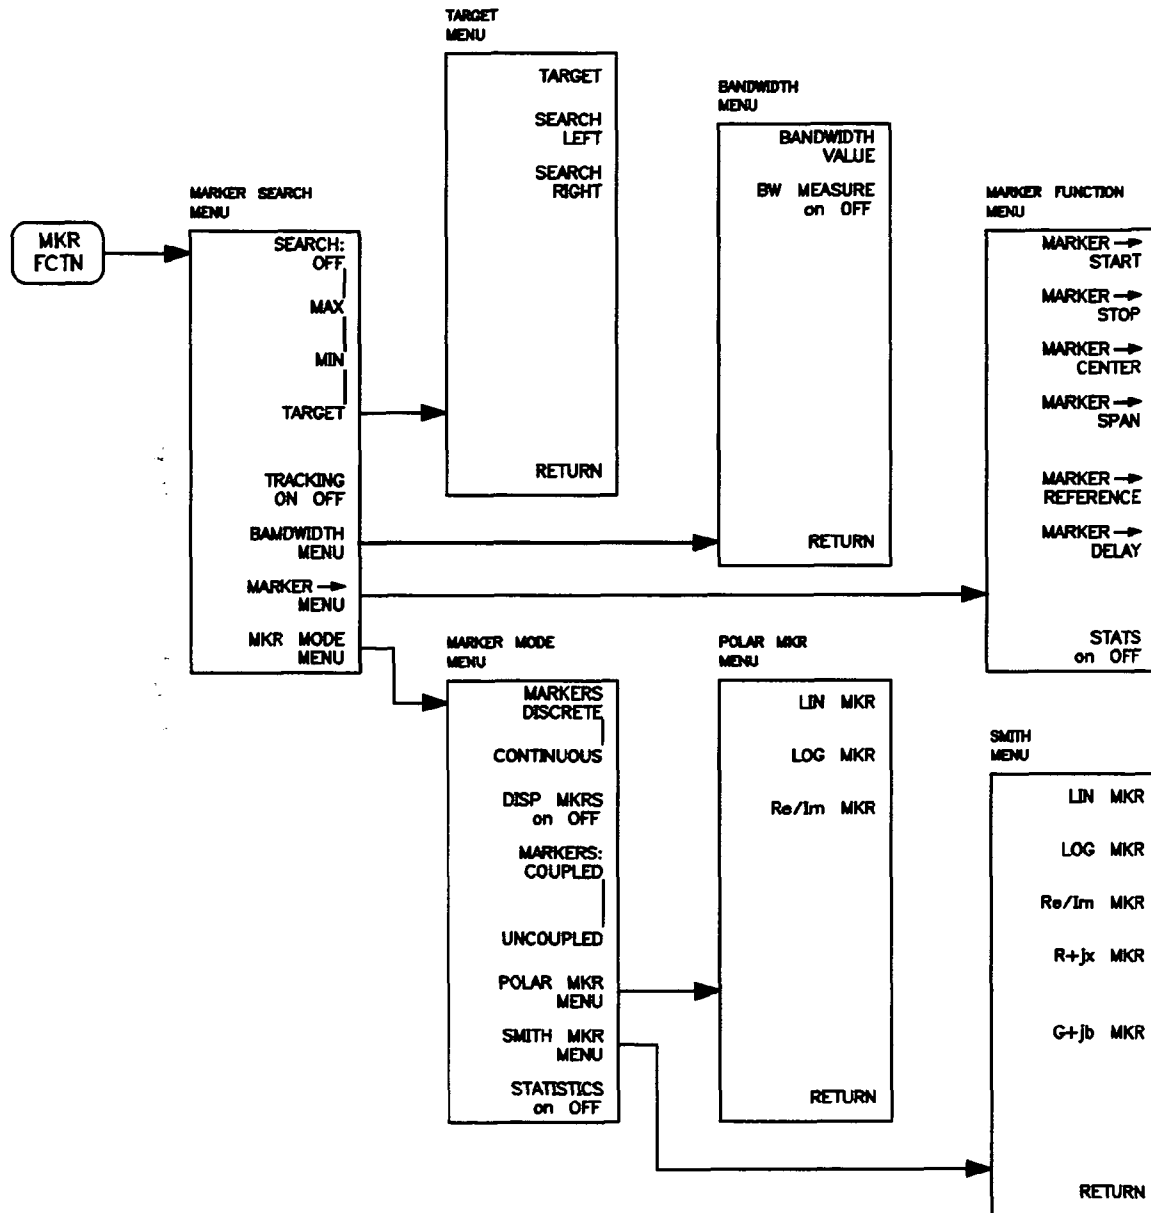 MKR
FCTN
MARKER SEARCH
MENU
SEARCH:
OFF
MAX
MIN
TARGET
TRACKING
ON OFF
BAMDWIDTH
MENU
MARKER→
MENU
MKR MODE
MENU
TARGET
MENU
TARGET
SEARCH
LEFT
SEARCH
RIGHT
RETURN
BANDWIDTH
MENU
BANDWIDTH
VALUE
BW MEASURE
on OFF
RETURN
MARKER FUNCTION
MENU
MARKER→
START
MARKER→
STOP
MARKER→
CENTER
MARKER→
SPAN
MARKER→
REFERENCE
MARKER→
DELAY
STATS
on OFF
MARKER MODE
MENU
MARKERS
DISCRETE
CONTINUOUS
DISP MKRS
on OFF
MARKERS:
COUPLED
UNCOUPLED
POLAR MKR
MENU
SMITH MKR
MENU
STATISTICS
on OFF
POLAR MKR
MENU
LIN MKR
LOG MKR
Re/Im MKR
RETURN
SMITH
MENU
LIN MKR
LOG MKR
Re/Im MKR
R+jx MKR
G+jb MKR
RETURN